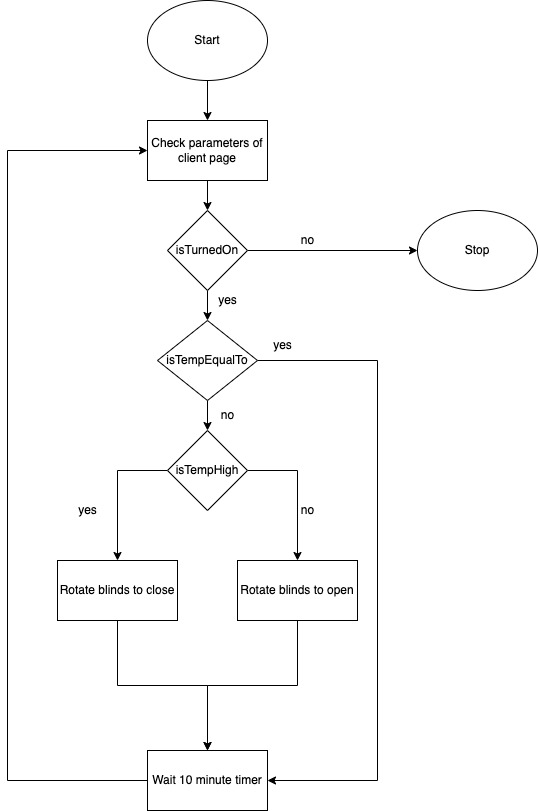 Start
Check parameters of
client page
isTurnedOn
no
Stop
yes
isTempEqualTo
yes
no
isTempHigh
yes
no
Rotate blinds to close
Rotate blinds to open
Wait 10 minute timer